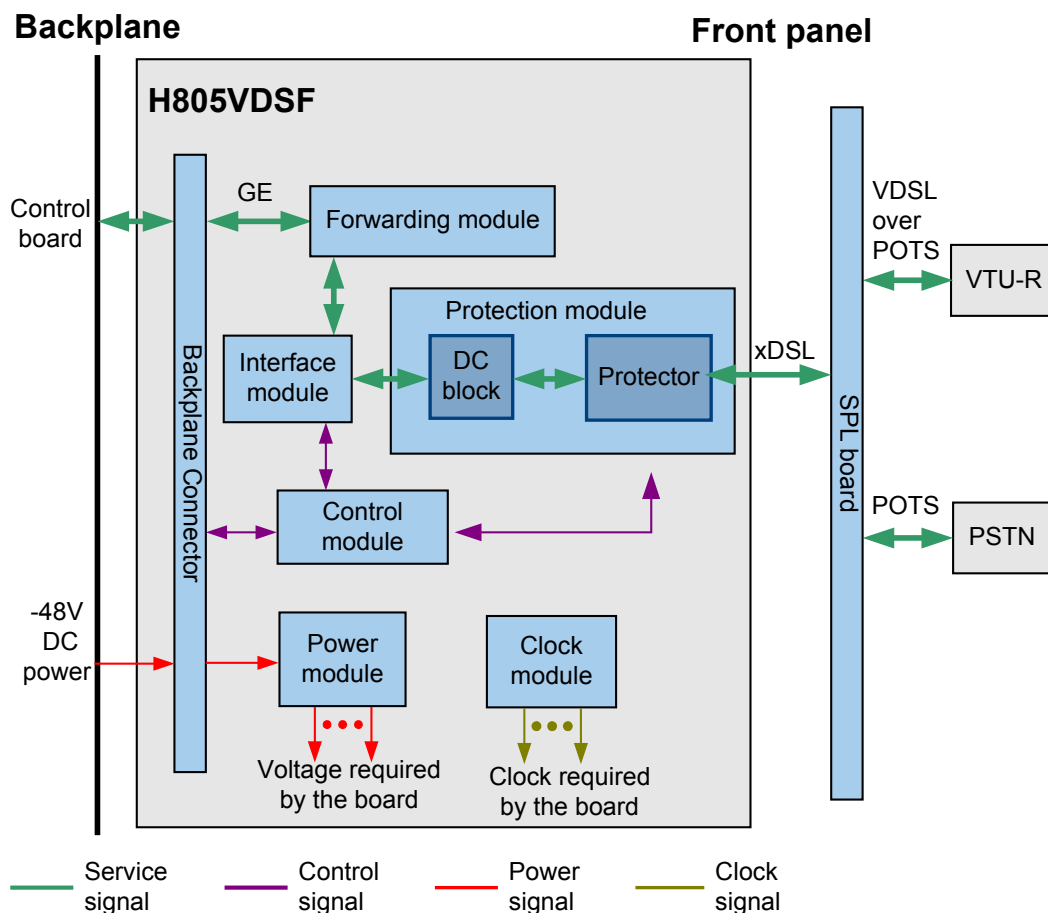 Backplane
Front panel
H805VDSF
Control
board
GE
Forwarding module
VDSL
over
POTS
VTU-R
Protection module
Interface
module
DC
block
Protector
xDSL
Backplane Connector
SPL board
Control
module
POTS
PSTN
-48V
DC
power
Power
module
Clock
module
Voltage required
by the board
Clock required
by the board
Service
signal
Control
signal
Power
signal
Clock
signal